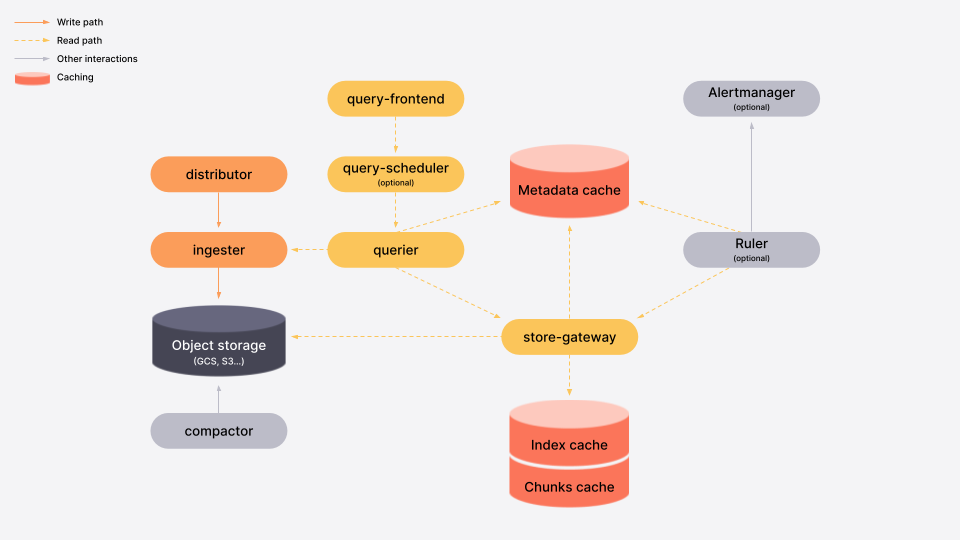 Write path
Read path
Other interactions
Caching
query-frontend
Alertmanager
(optional)
distributor
query-scheduler
(optional)
Metadata cache
ingester
querier
Ruler
(optional)
Object storage
(GCS, S3...)
store-gateway
compactor
Index cache
Chunks cache